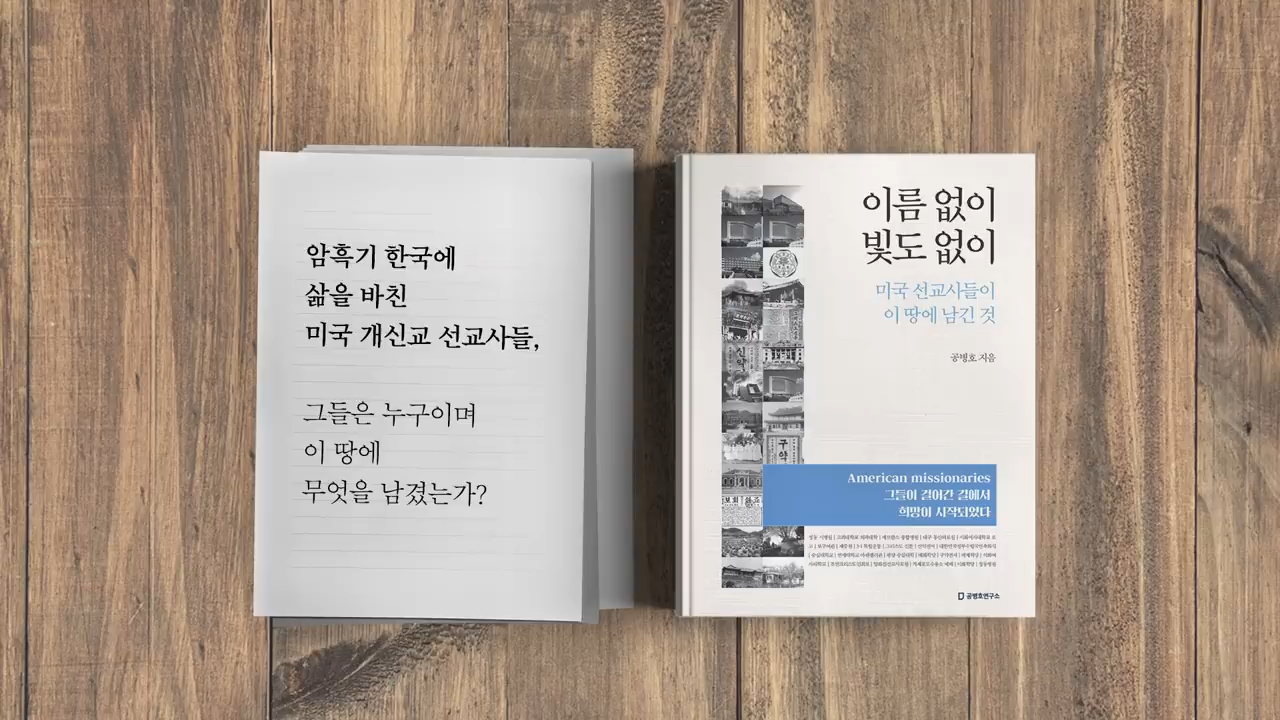 암흑기 한국에
삶을 바친
미국 개신교 선교사들,
그들은 누구이며
이 땅에
무엇을 남겼는가?
이름 없이
빛도 없이
미국 선교사들이
이 땅에 남긴 것
공병호 지음
신약
구약
American missionaries
그들이 걸어간 길에서
희망이 시작되었다
공병호연구소